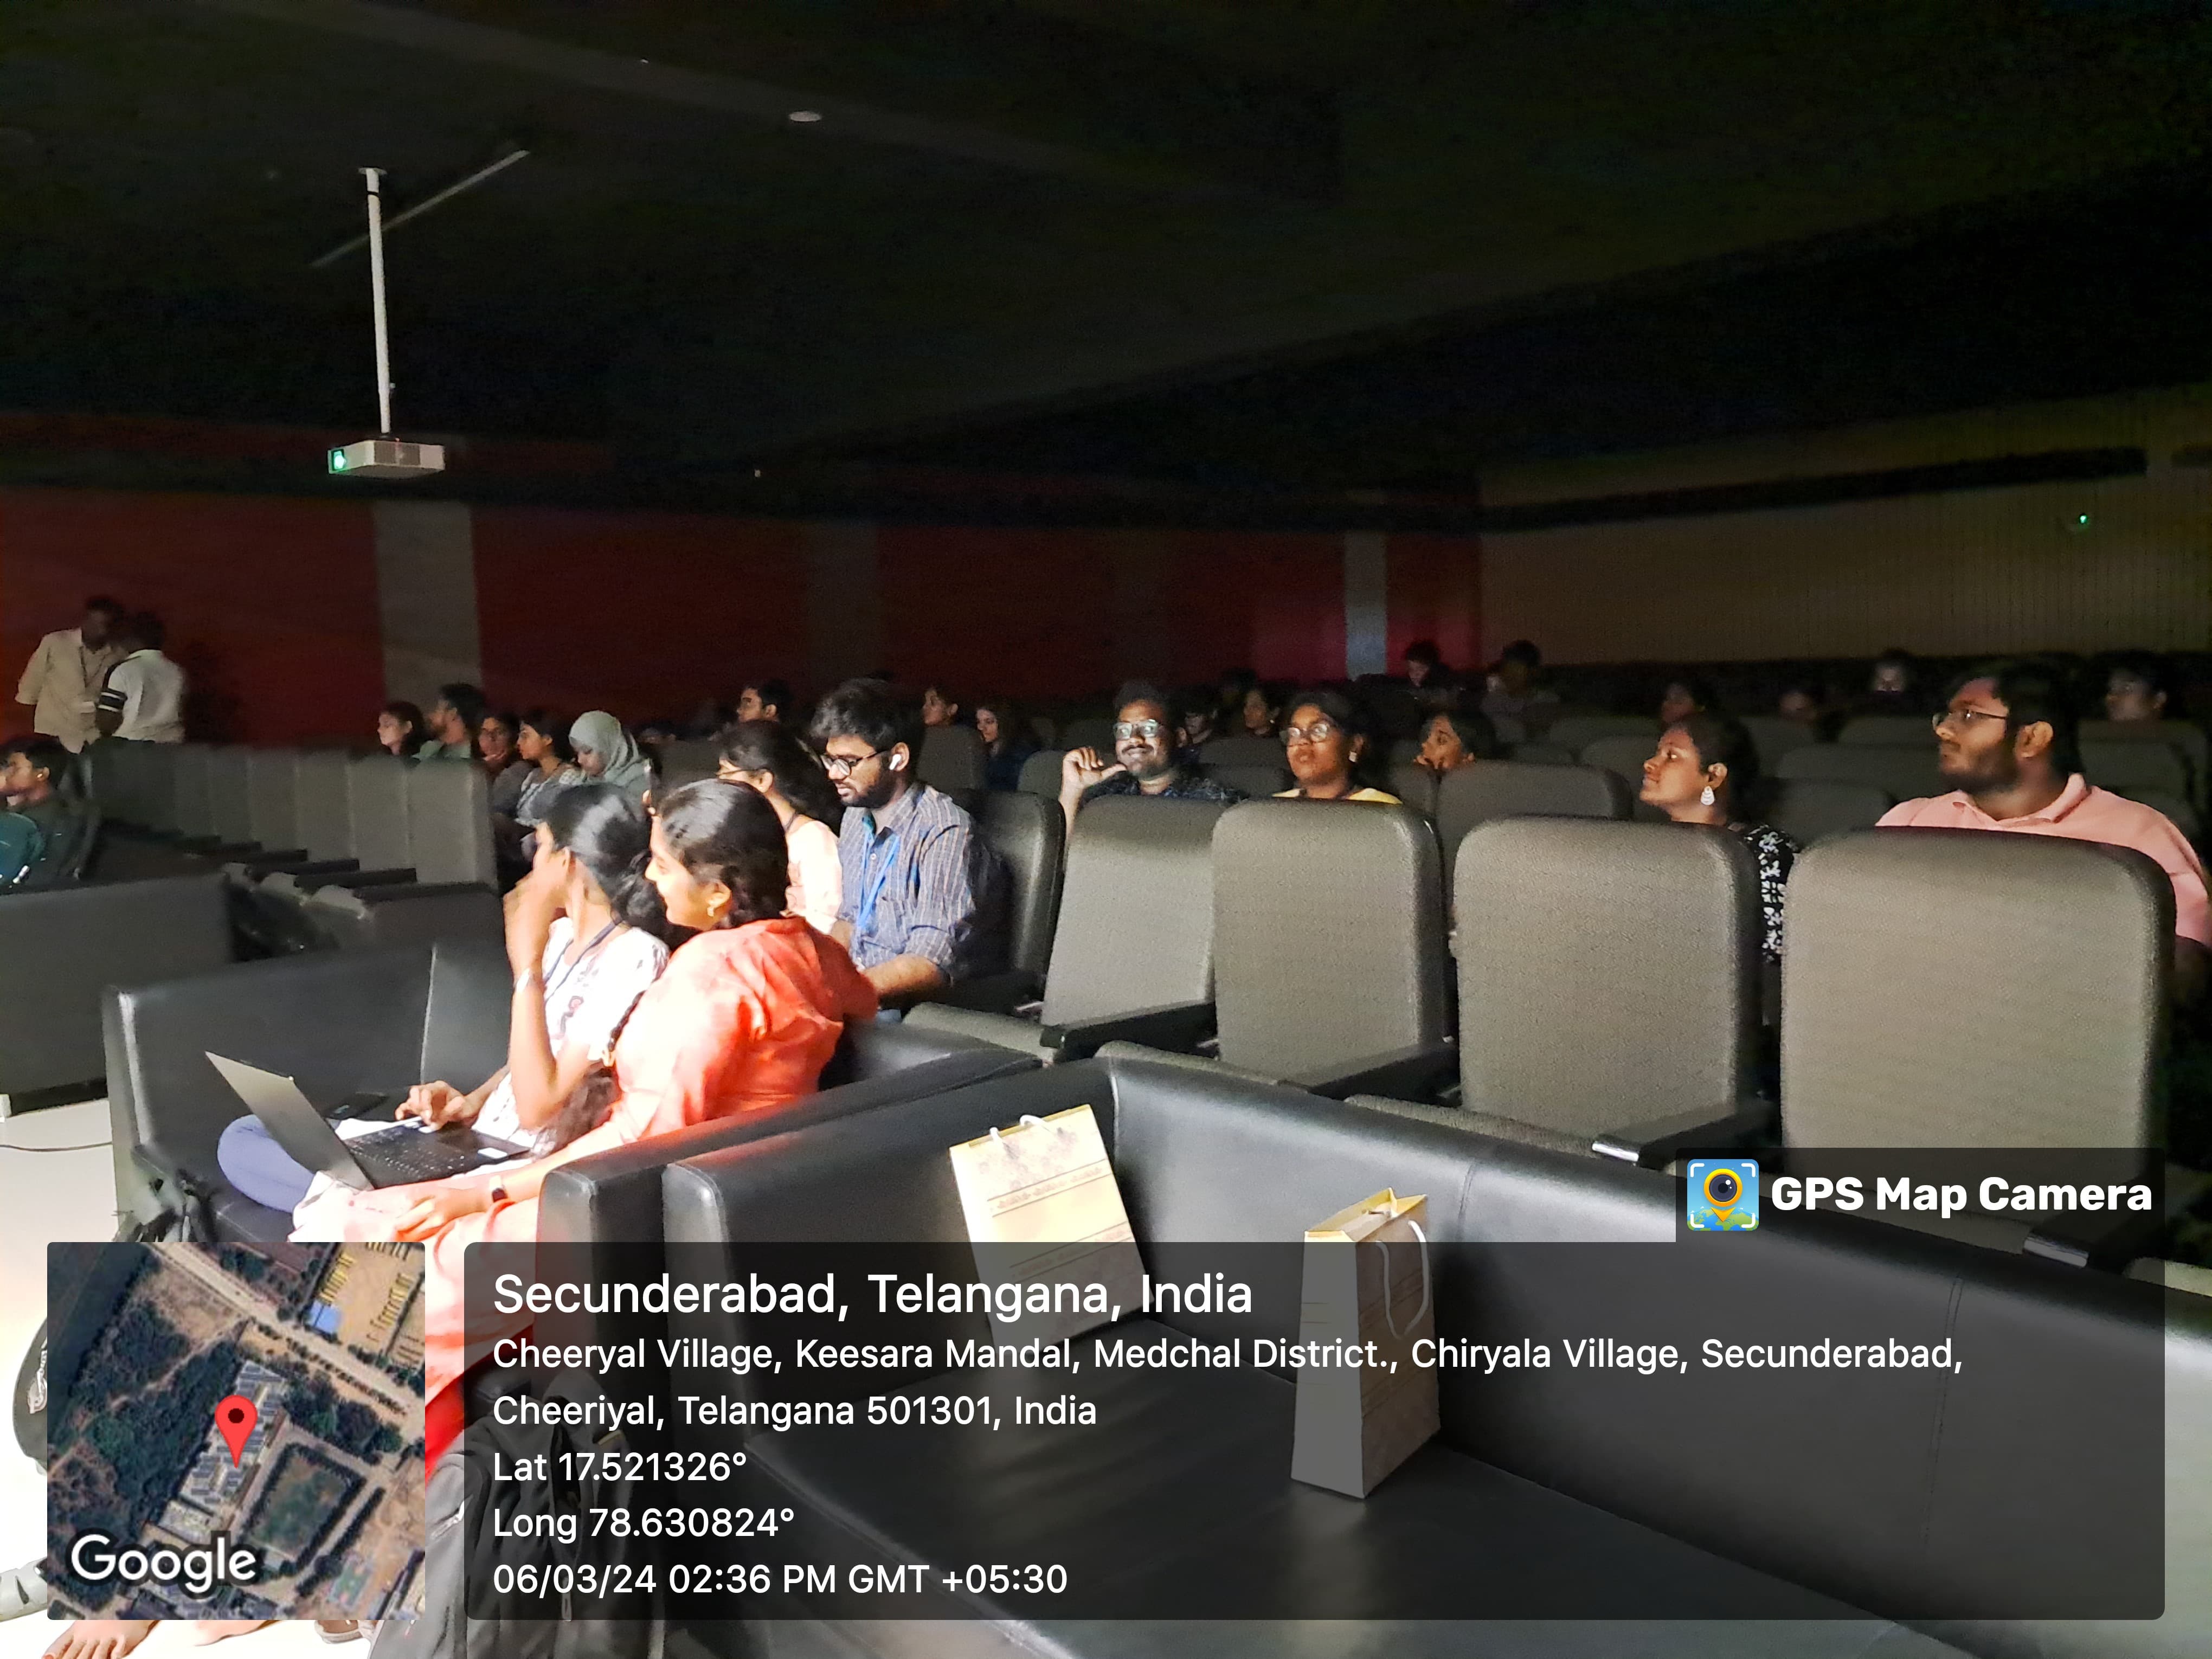 GPS Map Camera
Secunderabad, Telangana, India
Cheeryal Village, Keesara Mandal, Medchal District., Chiryala Village, Secunderabad,
Cheeriyal, Telangana 501301, India
Lat 17.521326°
Long 78.630824°
06/03/24 02:36 PM GMT +05:30
Google